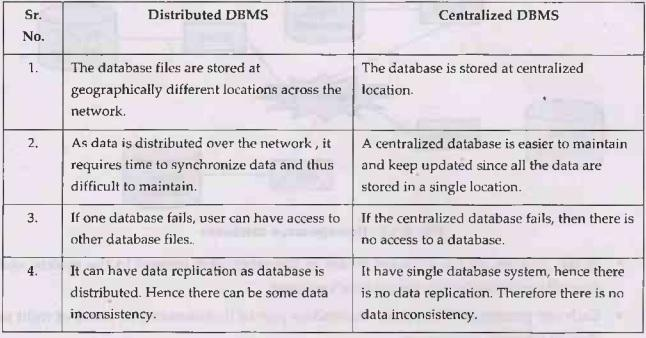 Sr. No.
Distributed DBMS
Centralized DBMS
1.
The database files are stored at
geographically different locations across the
network.
The database is stored at centralized
location.
2.
As data is distributed over the network , it
requires time to synchronize data and thus
difficult to maintain.
A centralized database is easier to maintain
and keep updated since all the data are
stored in a single location.
3.
If one database fails, user can have access to
other database files.
If the centralized database fails, then there is
no access to a database.
4.
It can have data replication as database is
distributed. Hence there can be some data
inconsistency.
It have single database system, hence there
is no data replication. Therefore there is no
data inconsistency.